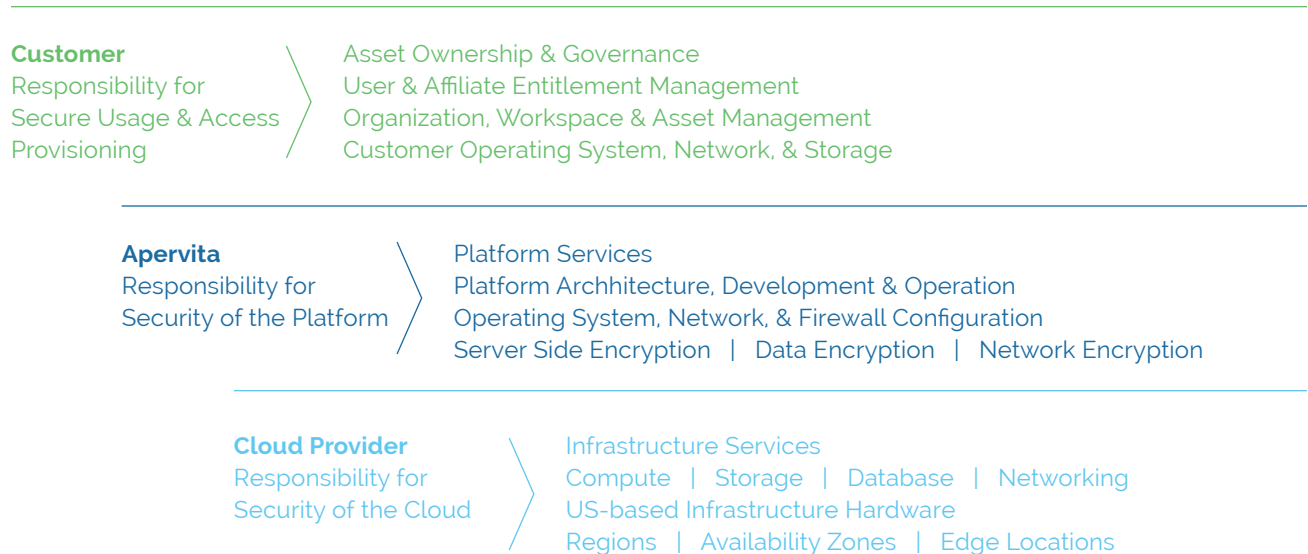 Customer
Responsibility for
Secure Usage & Access
Provisioning
Asset Ownership & Governance
User & Affiliate Entitlement Management
Organization, Workspace & Asset Management
Customer Operating System, Network, & Storage
Apervita
Responsibility for
Security of the Platform
Platform Services
Platform Archhitecture, Development & Operation
Operating System, Network, & Firewall Configuration
Server Side Encryption | Data Encryption | Network Encryption
Cloud Provider
Responsibility for
Security of the Cloud
Infrastructure Services
Compute | Storage | Database | Networking
US-based Infrastructure Hardware
Regions | Availability Zones | Edge Locations